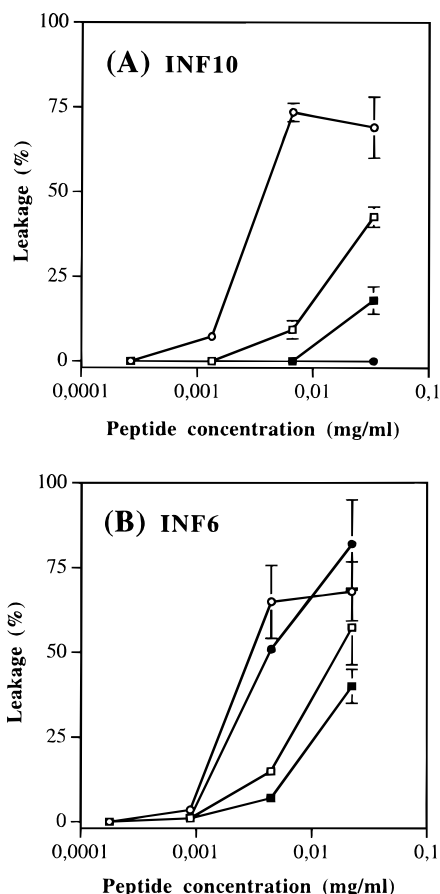 100
(A) INF10
75
50
25
0
Leakage (%)
0,0001 0,001 0,01 0,1
Peptide concentration (mg/ml)
100
(B) INF6
75
50
25
0
Leakage (%)
0,0001 0,001 0,01 0,1
Peptide concentration (mg/ml)